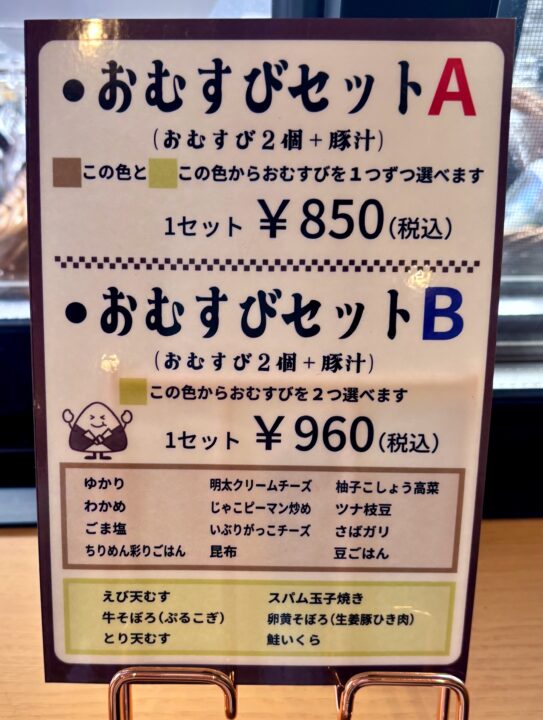 ●おむすびセットA
(おむすび2個+豚汁)
この色と この色からおむすびを1つずつ選べます
1セット ￥850(税込)
●おむすびセットB
(おむすび2個+豚汁)
この色からおむすびを2つ選べます
1セット ￥960(税込)
ゆかり 明太クリームチーズ 柚子こしょう高菜
わかめ じゃこピーマン炒め ツナ枝豆
ごま塩 いぶりがっこチーズ さばガリ
ちりめん彩りごはん 昆布 豆ごはん
えび天むす スパム玉子焼き
牛そぼろ(ぷるこぎ) 卵黄そぼろ(生姜豚ひき肉)
とり天むす 鮭いくら